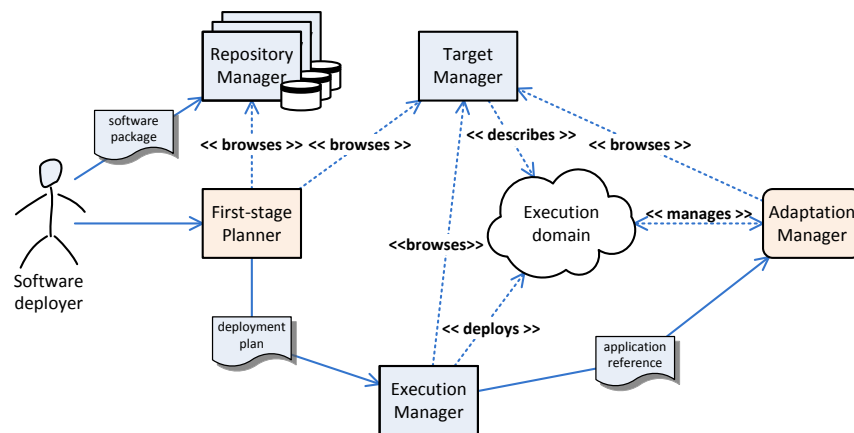 Repository
Manager
Target
Manager
software
package
<< browses >>
<< browses >>
<< describes >>
<< browses >>
First-stage
Planner
Execution
domain
<< manages >>
Adaptation
Manager
<<browses>>
Software
deployer
deployment
plan
<< deploys >>
application
reference
Execution
Manager